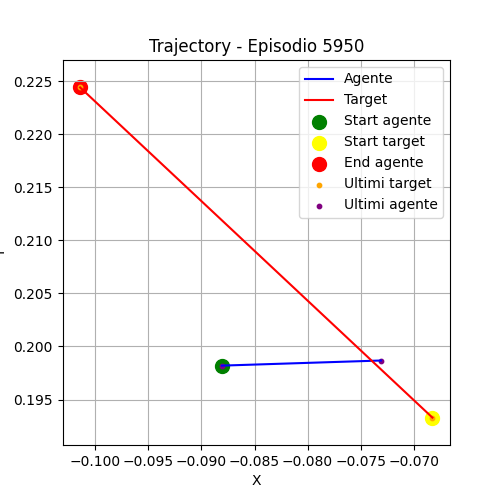 Trajectory - Episodio 5950
Agente
Target
Start agente
Start target
End agente
Ultimi target
Ultimi agente
0.225
0.220
0.215
0.210
0.205
0.200
0.195
−0.100 −0.095 −0.090 −0.085 −0.080 −0.075 −0.070
X